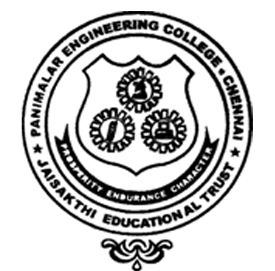 ★ PANIMALAR ENGINEERING COLLEGE • CHENNAI ★
JAISAKTHI EDUCATIONAL TRUST
PROSPERITY ENDURANCE CHARACTER